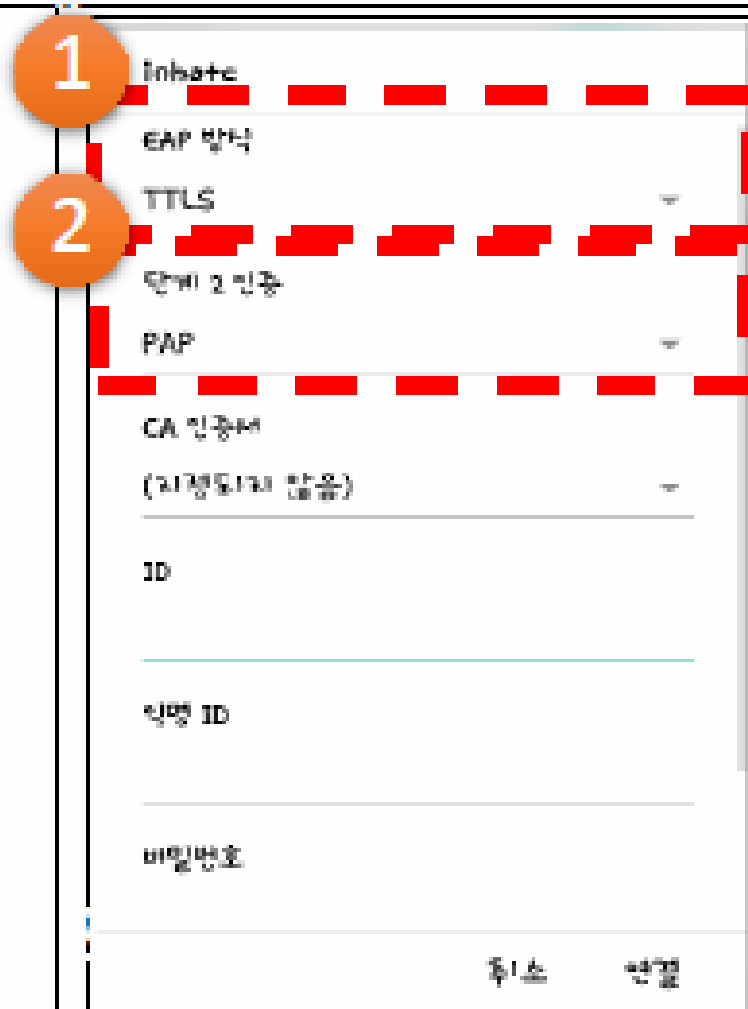 1
Inhatc
EAP 방식
TTLS
2
단계 2 인증
PAP
CA 인증서
(지정되지 않음)
ID
익명 ID
비밀번호
취소 연결